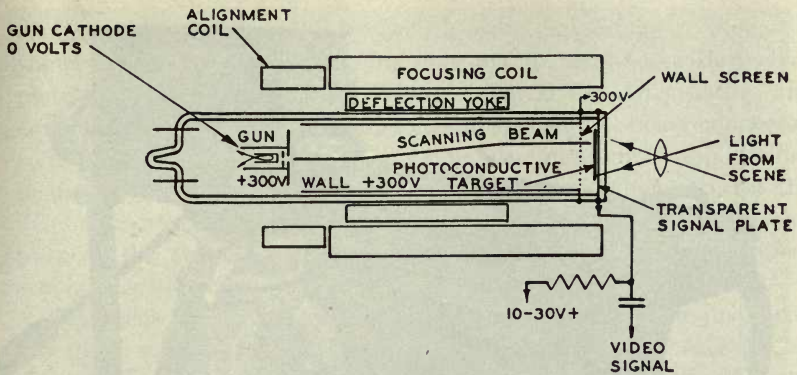 ALIGNMENT
COIL
GUN CATHODE
0 VOLTS
FOCUSING COIL
WALL SCREEN
DEFLECTION YOKE
+300V
GUN
SCANNING BEAM
LIGHT
FROM
SCENE
PHOTOCONDUCTIVE
TARGET
+300V
WALL +300V
TRANSPARENT
SIGNAL PLATE
10-30V+
VIDEO
SIGNAL